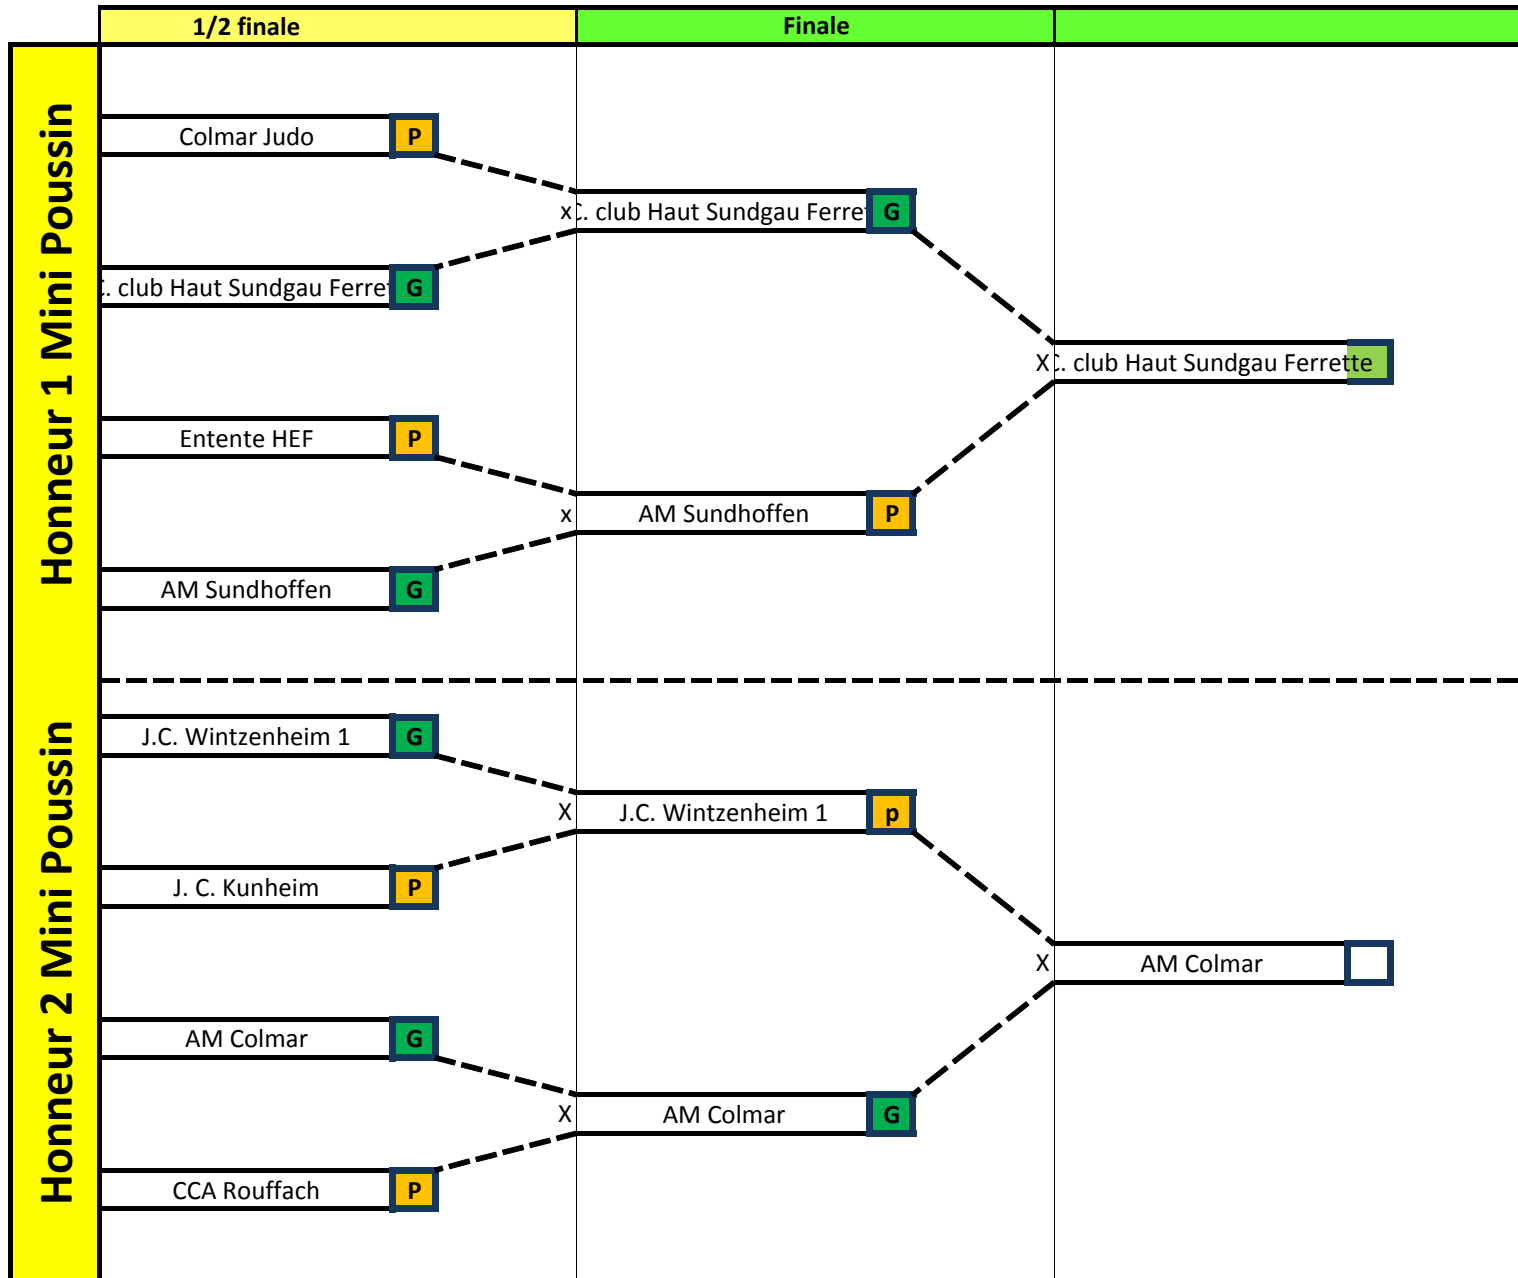 1/2 finale
Finale
Honneur 1 Mini Poussin
Colmar Judo P
x C. club Haut Sundgau Ferret G
C. club Haut Sundgau Ferret G
X C. club Haut Sundgau Ferrette
Entente HEF P
x AM Sundhoffen P
AM Sundhoffen G
Honneur 2 Mini Poussin
J.C. Wintzenheim 1 G
X J.C. Wintzenheim 1 p
J. C. Kunheim P
X AM Colmar
AM Colmar G
X AM Colmar G
CCA Rouffach P